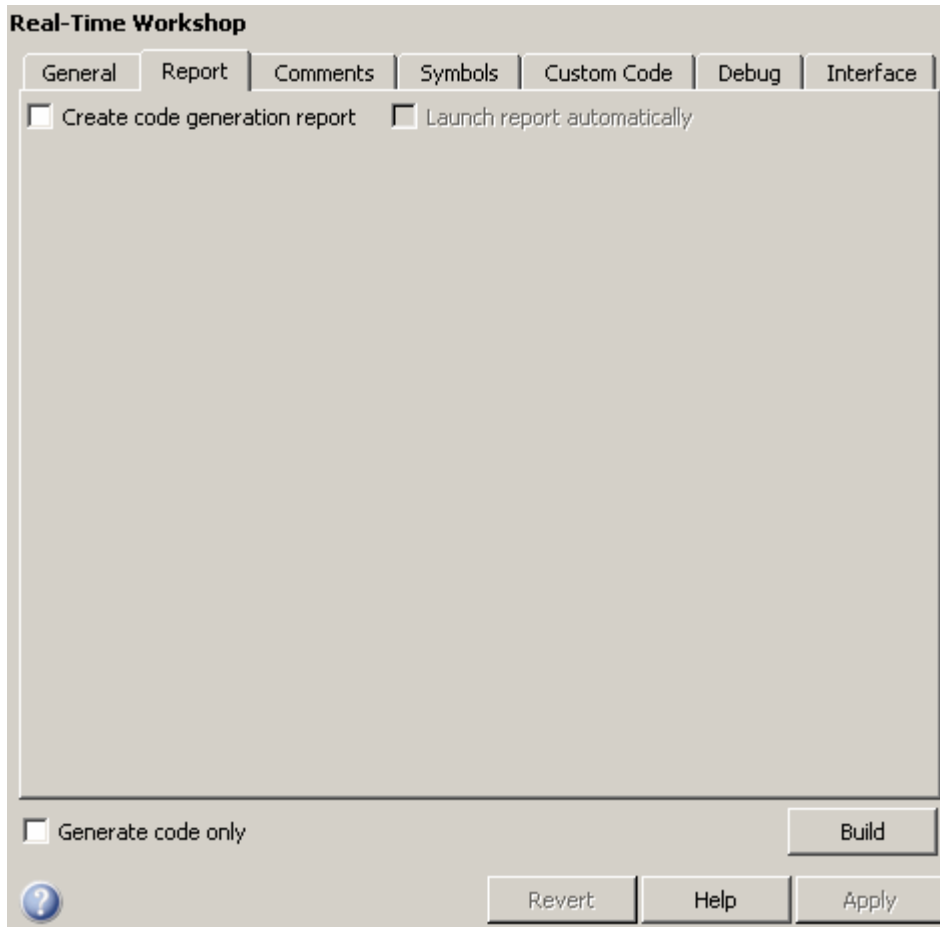 Real-Time Workshop
General Report Comments Symbols Custom Code Debug Interface
Create code generation report Launch report automatically
Generate code only Build
? Revert Help Apply